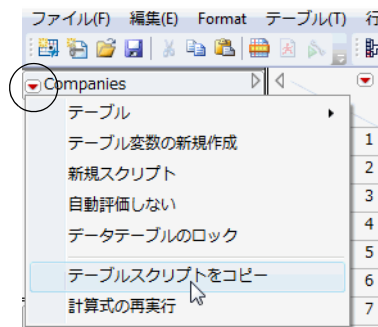 ファイル(F) 編集(E) Format テーブル(T) 行
Companies
テーブル
テーブル変数の新規作成
新規スクリプト
自動評価しない
データテーブルのロック
テーブルスクリプトをコピー
計算式の再実行
1
2
3
4
5
6
7